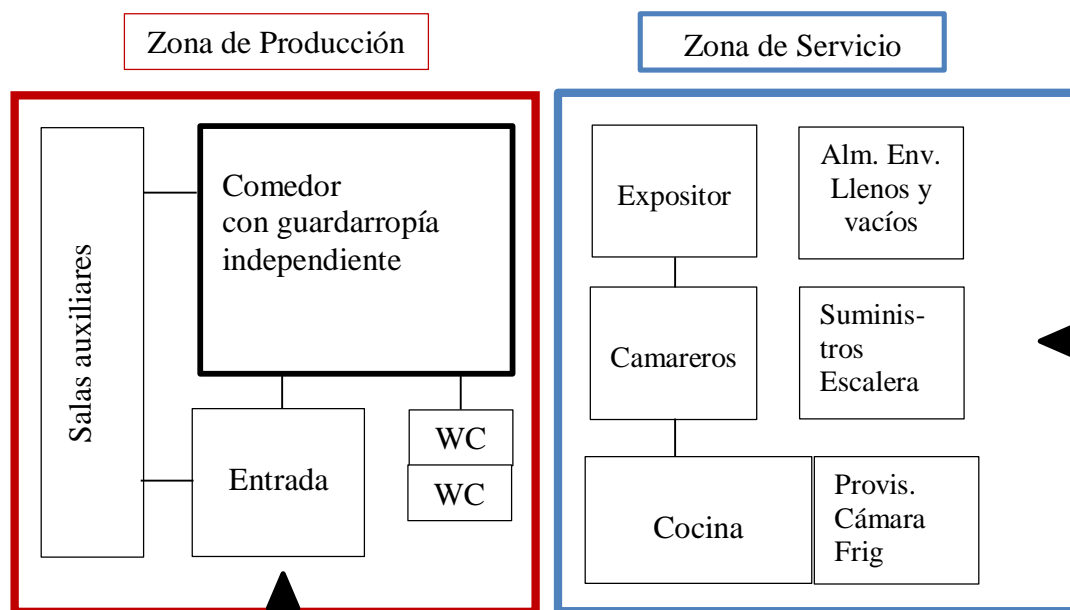 Zona de Producción
Zona de Servicio
Salas auxiliares
Comedor
con guardarropía
independiente
Entrada
WC
WC
Expositor
Alm. Env.
Llenos y
vacíos
Camareros
Suminis-
tros
Escalera
Cocina
Provis.
Cámara
Frig